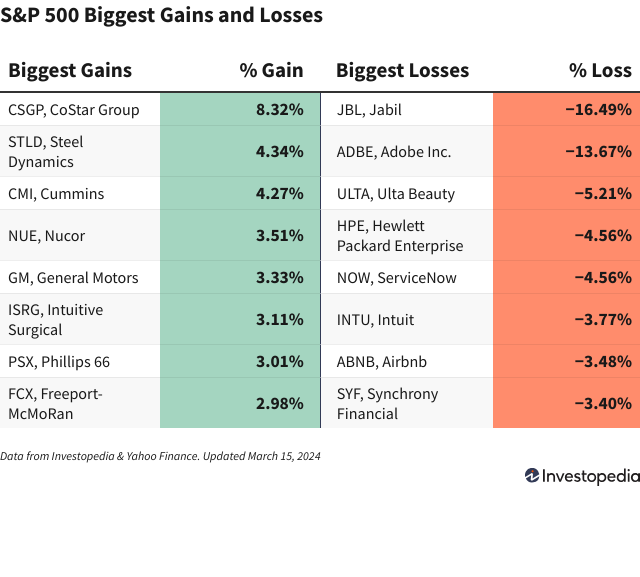 S&P 500 Biggest Gains and Losses
Biggest Gains % Gain Biggest Losses % Loss
CSGP, CoStar Group 8.32% JBL, Jabil −16.49%
STLD, Steel
Dynamics 4.34% ADBE, Adobe Inc. −13.67%
CMI, Cummins 4.27% ULTA, Ulta Beauty −5.21%
NUE, Nucor 3.51% HPE, Hewlett
Packard Enterprise −4.56%
GM, General Motors 3.33% NOW, ServiceNow −4.56%
ISRG, Intuitive
Surgical 3.11% INTU, Intuit −3.77%
PSX, Phillips 66 3.01% ABNB, Airbnb −3.48%
FCX, Freeport-
McMoRan 2.98% SYF, Synchrony
Financial −3.40%
Data from Investopedia & Yahoo Finance. Updated March 15, 2024
Investopedia